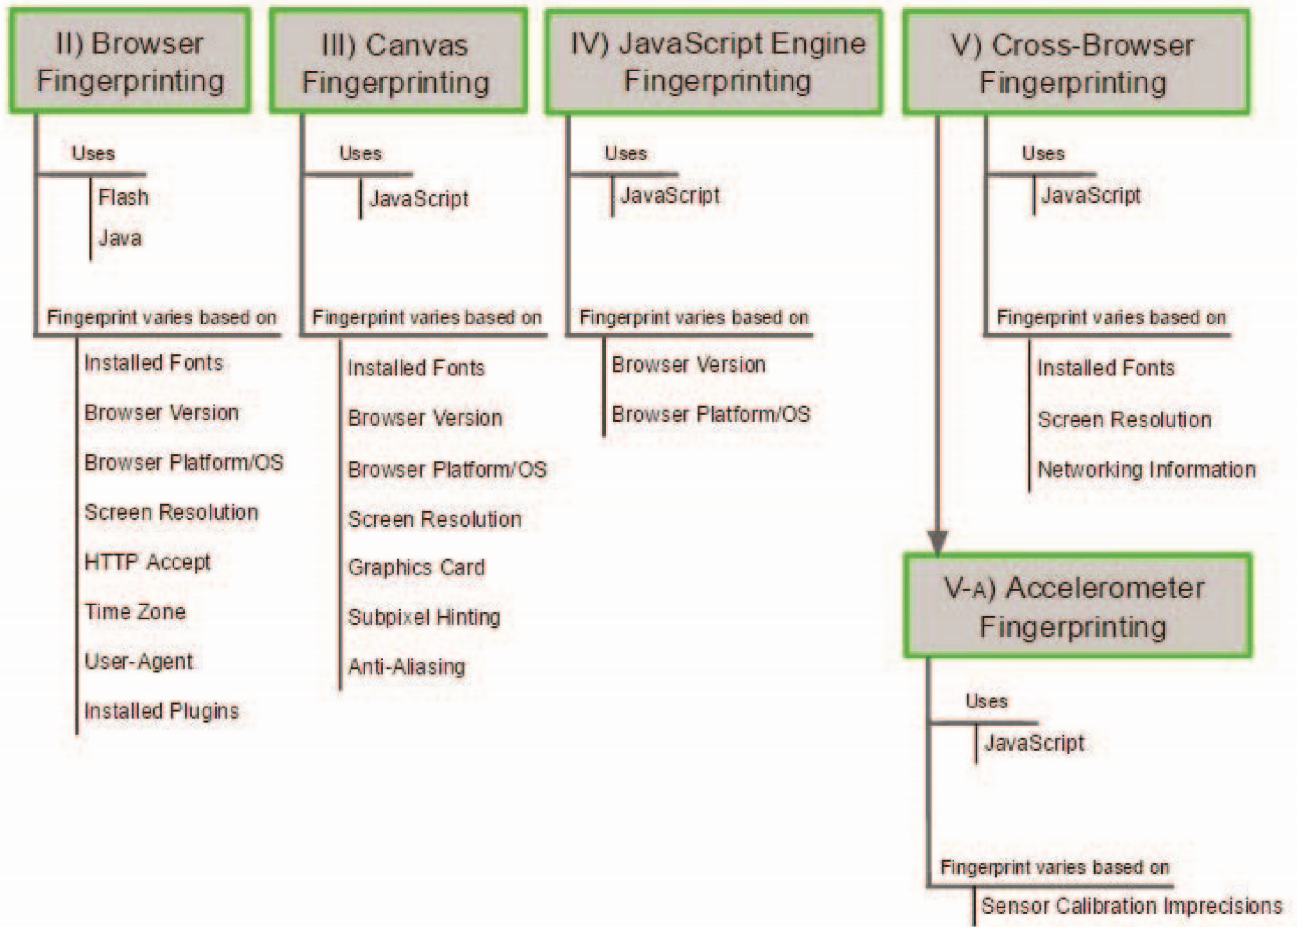 II) Browser
Fingerprinting
Uses
Flash
Java
Fingerprint varies based on
Installed Fonts
Browser Version
Browser Platform/OS
Screen Resolution
HTTP Accept
Time Zone
User-Agent
Installed Plugins
III) Canvas
Fingerprinting
Uses
JavaScript
Fingerprint varies based on
Installed Fonts
Browser Version
Browser Platform/OS
Screen Resolution
Graphics Card
Subpixel Hinting
Anti-Aliasing
IV) JavaScript Engine
Fingerprinting
Uses
JavaScript
Fingerprint varies based on
Browser Version
Browser Platform/OS
V) Cross-Browser
Fingerprinting
Uses
JavaScript
Fingerprint varies based on
Installed Fonts
Screen Resolution
Networking Information
V-A) Accelerometer
Fingerprinting
Uses
JavaScript
Fingerprint varies based on
Sensor Calibration Imprecisions